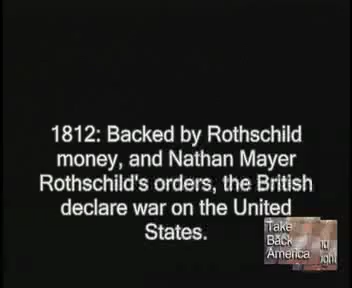 1812: Backed by Rothschild
money, and Nathan Mayer
Rothschild's orders, the British
declare war on the United
States.
Take
Back
America